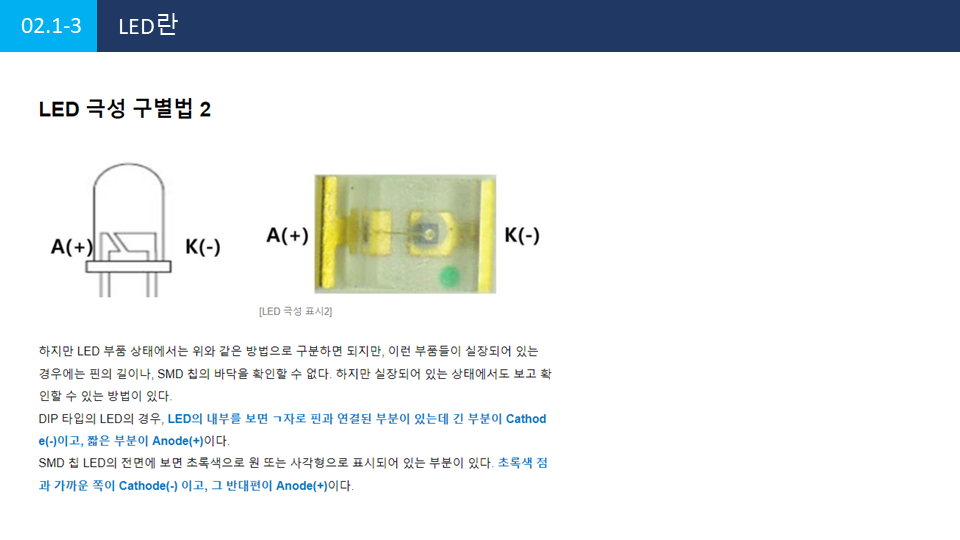 02.1-3
LED란
LED 극성 구별법 2
A(+)
K(-)
A(+)
K(-)
[LED 극성 표시2]
하지만 LED 부품 상태에서는 위와 같은 방법으로 구분하면 되지만, 이런 부품들이 실장되어 있는
경우에는 핀의 길이나, SMD 칩의 바닥을 확인할 수 없다. 하지만 실장되어 있는 상태에서도 보고 확
인할 수 있는 방법이 있다.
DIP 타입의 LED의 경우, LED의 내부를 보면 ㄱ자로 핀과 연결된 부분이 있는데 긴 부분이 Cathod
e(-)이고, 짧은 부분이 Anode(+)이다.
SMD 칩 LED의 전면에 보면 초록색으로 원 또는 사각형으로 표시되어 있는 부분이 있다. 초록색 점
과 가까운 쪽이 Cathode(-) 이고, 그 반대편이 Anode(+)이다.